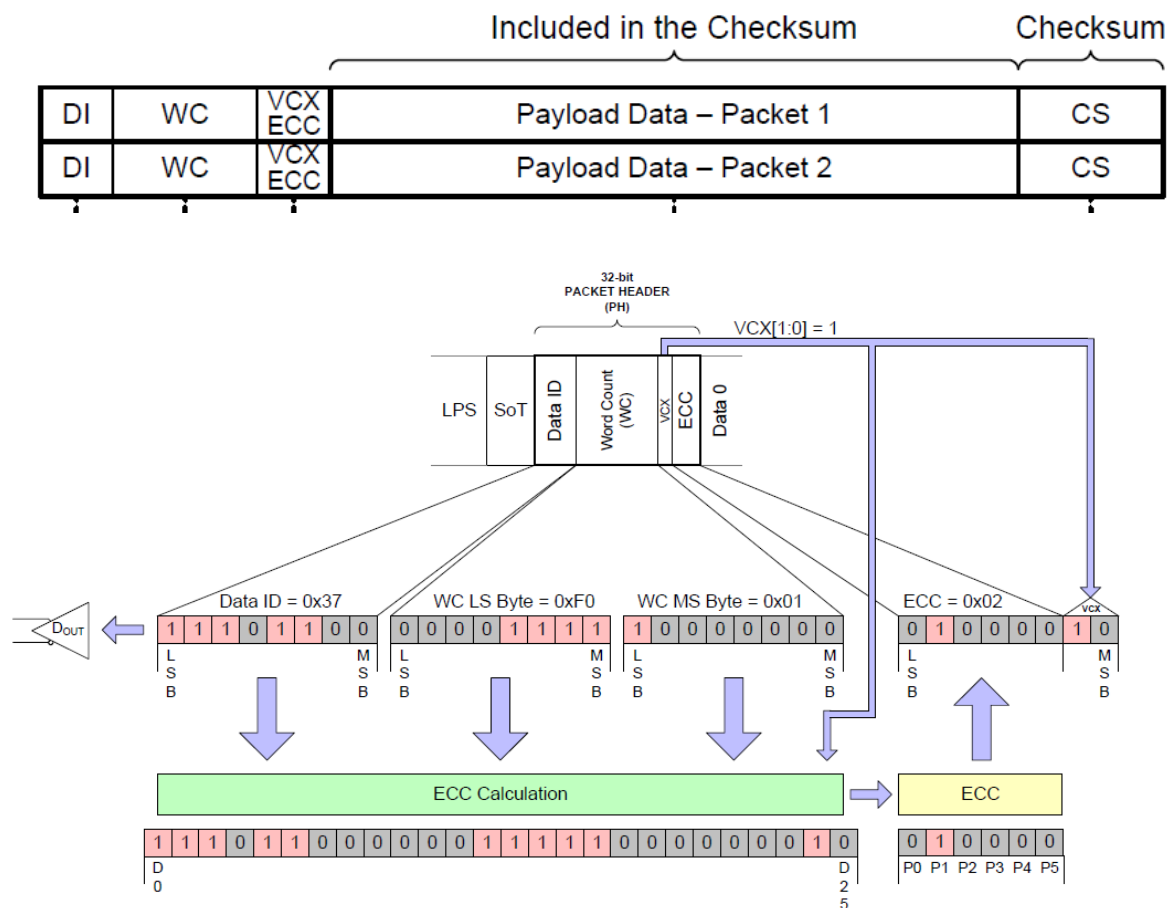 Included in the Checksum Checksum
DI WC VCX ECC Payload Data – Packet 1 CS
DI WC VCX ECC Payload Data – Packet 2 CS
32-bit
PACKET HEADER
(PH)
VCX[1:0] = 1
LPS SoT Data ID Word Count (WC) VCX ECC Data 0
Data ID = 0x37 WC LS Byte = 0xF0 WC MS Byte = 0x01 ECC = 0x02 VCX
DOUT 1 1 1 0 1 1 0 0 0 0 0 0 1 1 1 1 1 0 0 0 0 0 0 0 0 1 0 0 0 0 1 0
LSB MSB LSB MSB LSB MSB LSB MSB
ECC Calculation ECC
1 1 1 0 1 1 0 0 0 0 0 0 1 1 1 1 1 0 0 0 0 0 0 0 1 0 0 1 0 0 0 0
D0 D25 P0 P1 P2 P3 P4 P5